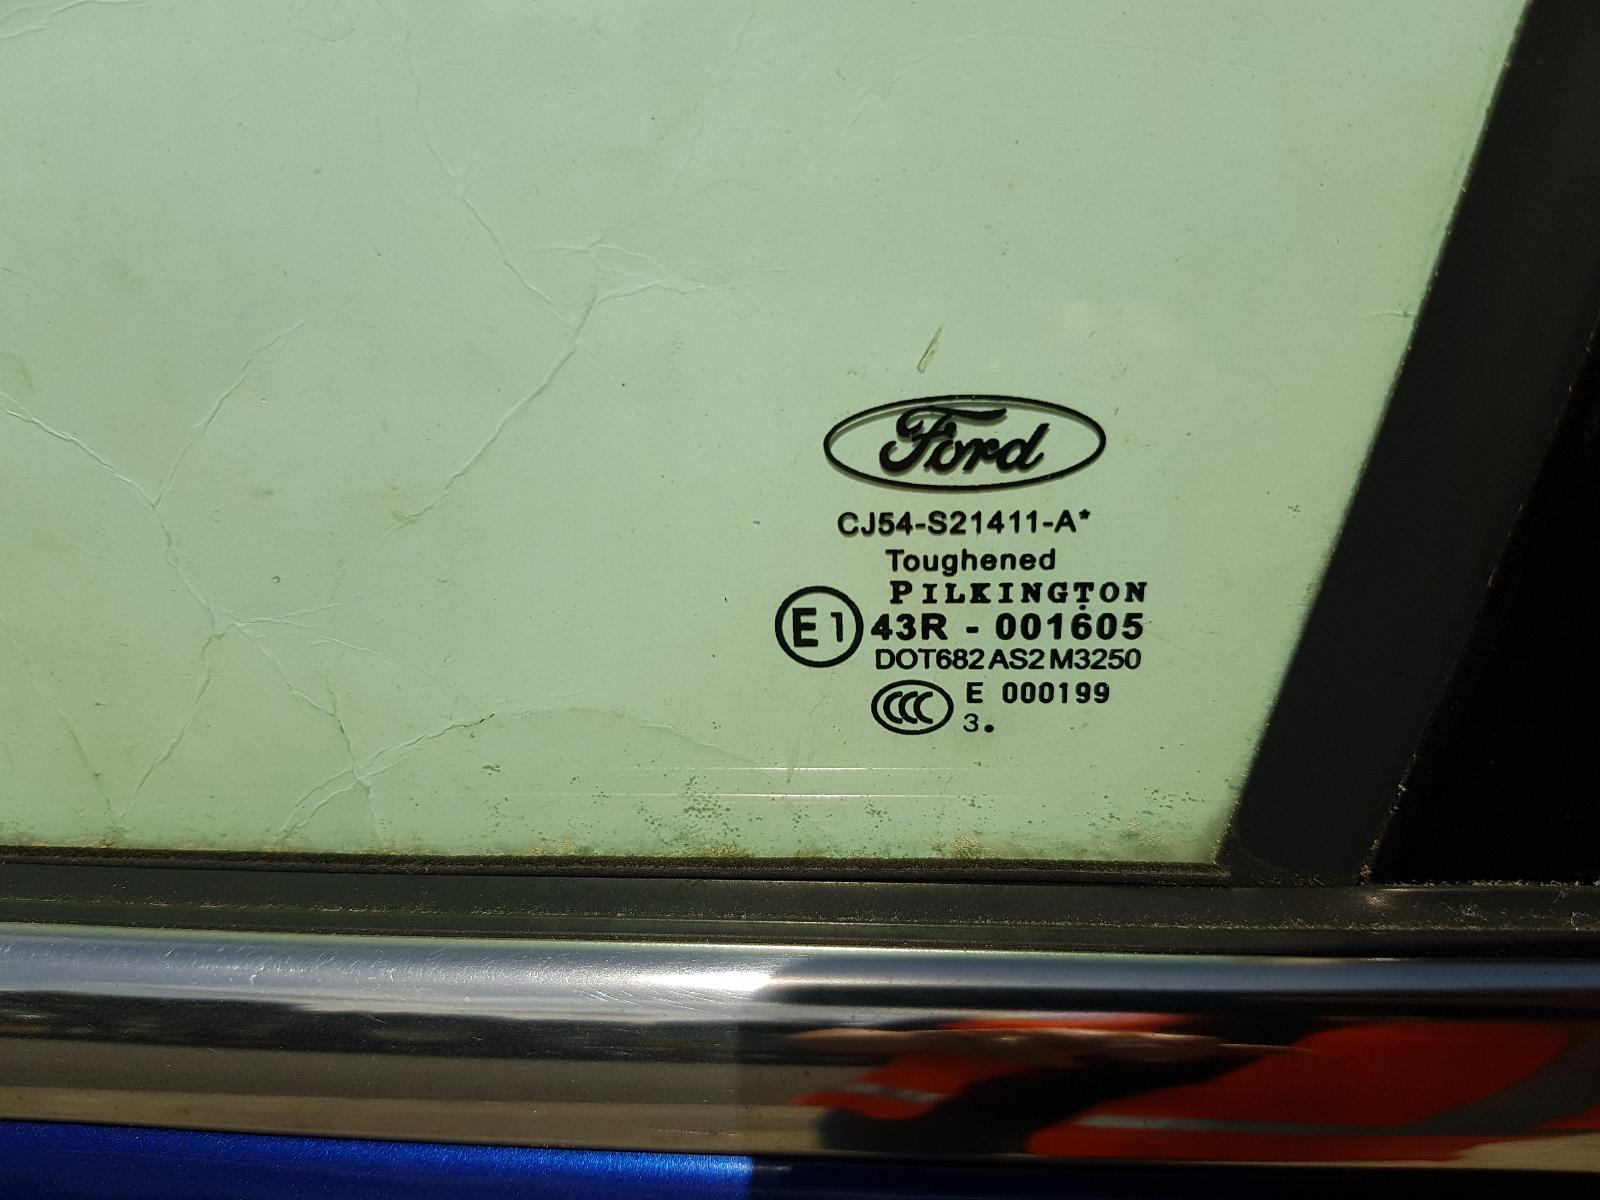 Ford
CJ54-S21411-A*
Toughened
PILKINGTON
E1 43R - 001605
DOT682 AS2 M3250
CCC E 000199
3.